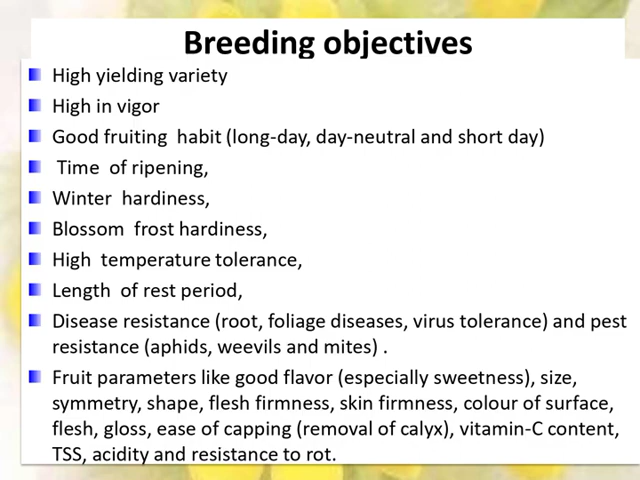 Breeding objectives
High yielding variety
High in vigor
Good fruiting habit (long-day, day-neutral and short day)
Time of ripening,
Winter hardiness,
Blossom frost hardiness,
High temperature tolerance,
Length of rest period,
Disease resistance (root, foliage diseases, virus tolerance) and pest
resistance (aphids, weevils and mites) .
Fruit parameters like good flavor (especially sweetness), size,
symmetry, shape, flesh firmness, skin firmness, colour of surface,
flesh, gloss, ease of capping (removal of calyx), vitamin-C content,
TSS, acidity and resistance to rot.